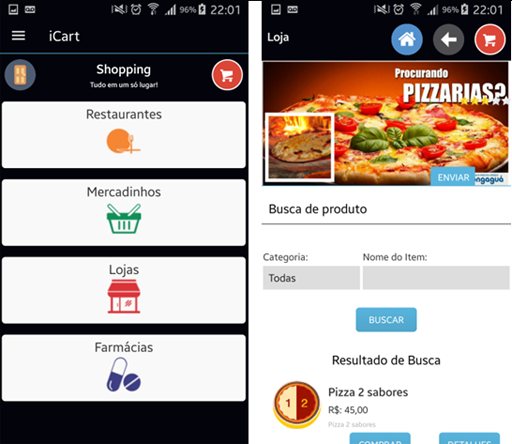 96% 22:01
iCart
Shopping
Tudo em um só lugar!
Restaurantes
Mercadinhos
Lojas
Farmácias
96% 22:01
Loja
Procurando
PIZZARIAS?
ENVIAR
Busca de produto
Categoria:
Nome do Item:
Todas
BUSCAR
Resultado de Busca
1 2
Pizza 2 sabores
R$: 45,00
Pizza 2 sabores
COMPRAR
DETALHES